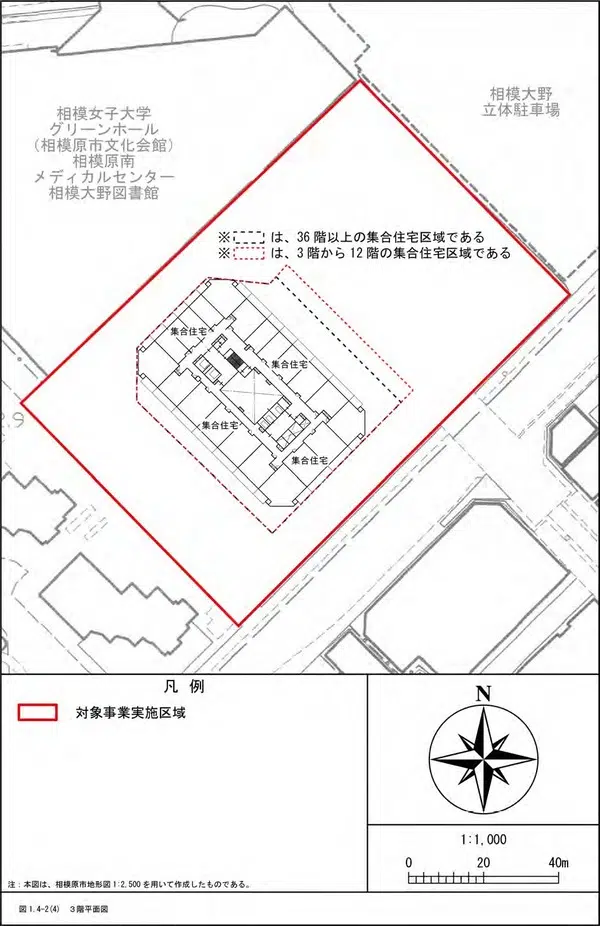 相模女子大学
グリーンホール
(相模原市文化会館)
相模原南
メディカルセンター
相模大野図書館
相模大野
立体駐車場
※ は、36階以上の集合住宅区域である
※ は、3階から12階の集合住宅区域である
集合住宅
集合住宅
集合住宅
集合住宅
凡 例
対象事業実施区域
N
1:1,000
0 20 40m
注:本図は、相模原市地形図1:2,500を用いて作成したものである。
図1.4-2(4) 3階平面図